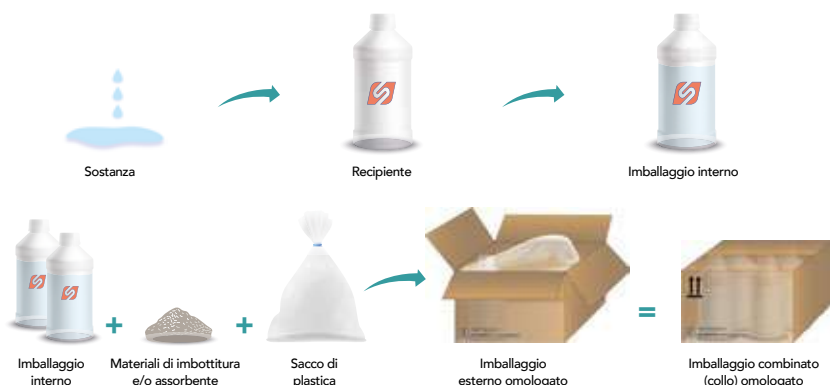 Sostanza
Recipiente
Imballaggio interno
Imballaggio
interno
Materiali di imbottitura
e/o assorbente
Sacco di
plastica
Imballaggio
esterno omologato
Imballaggio combinato
(collo) omologato